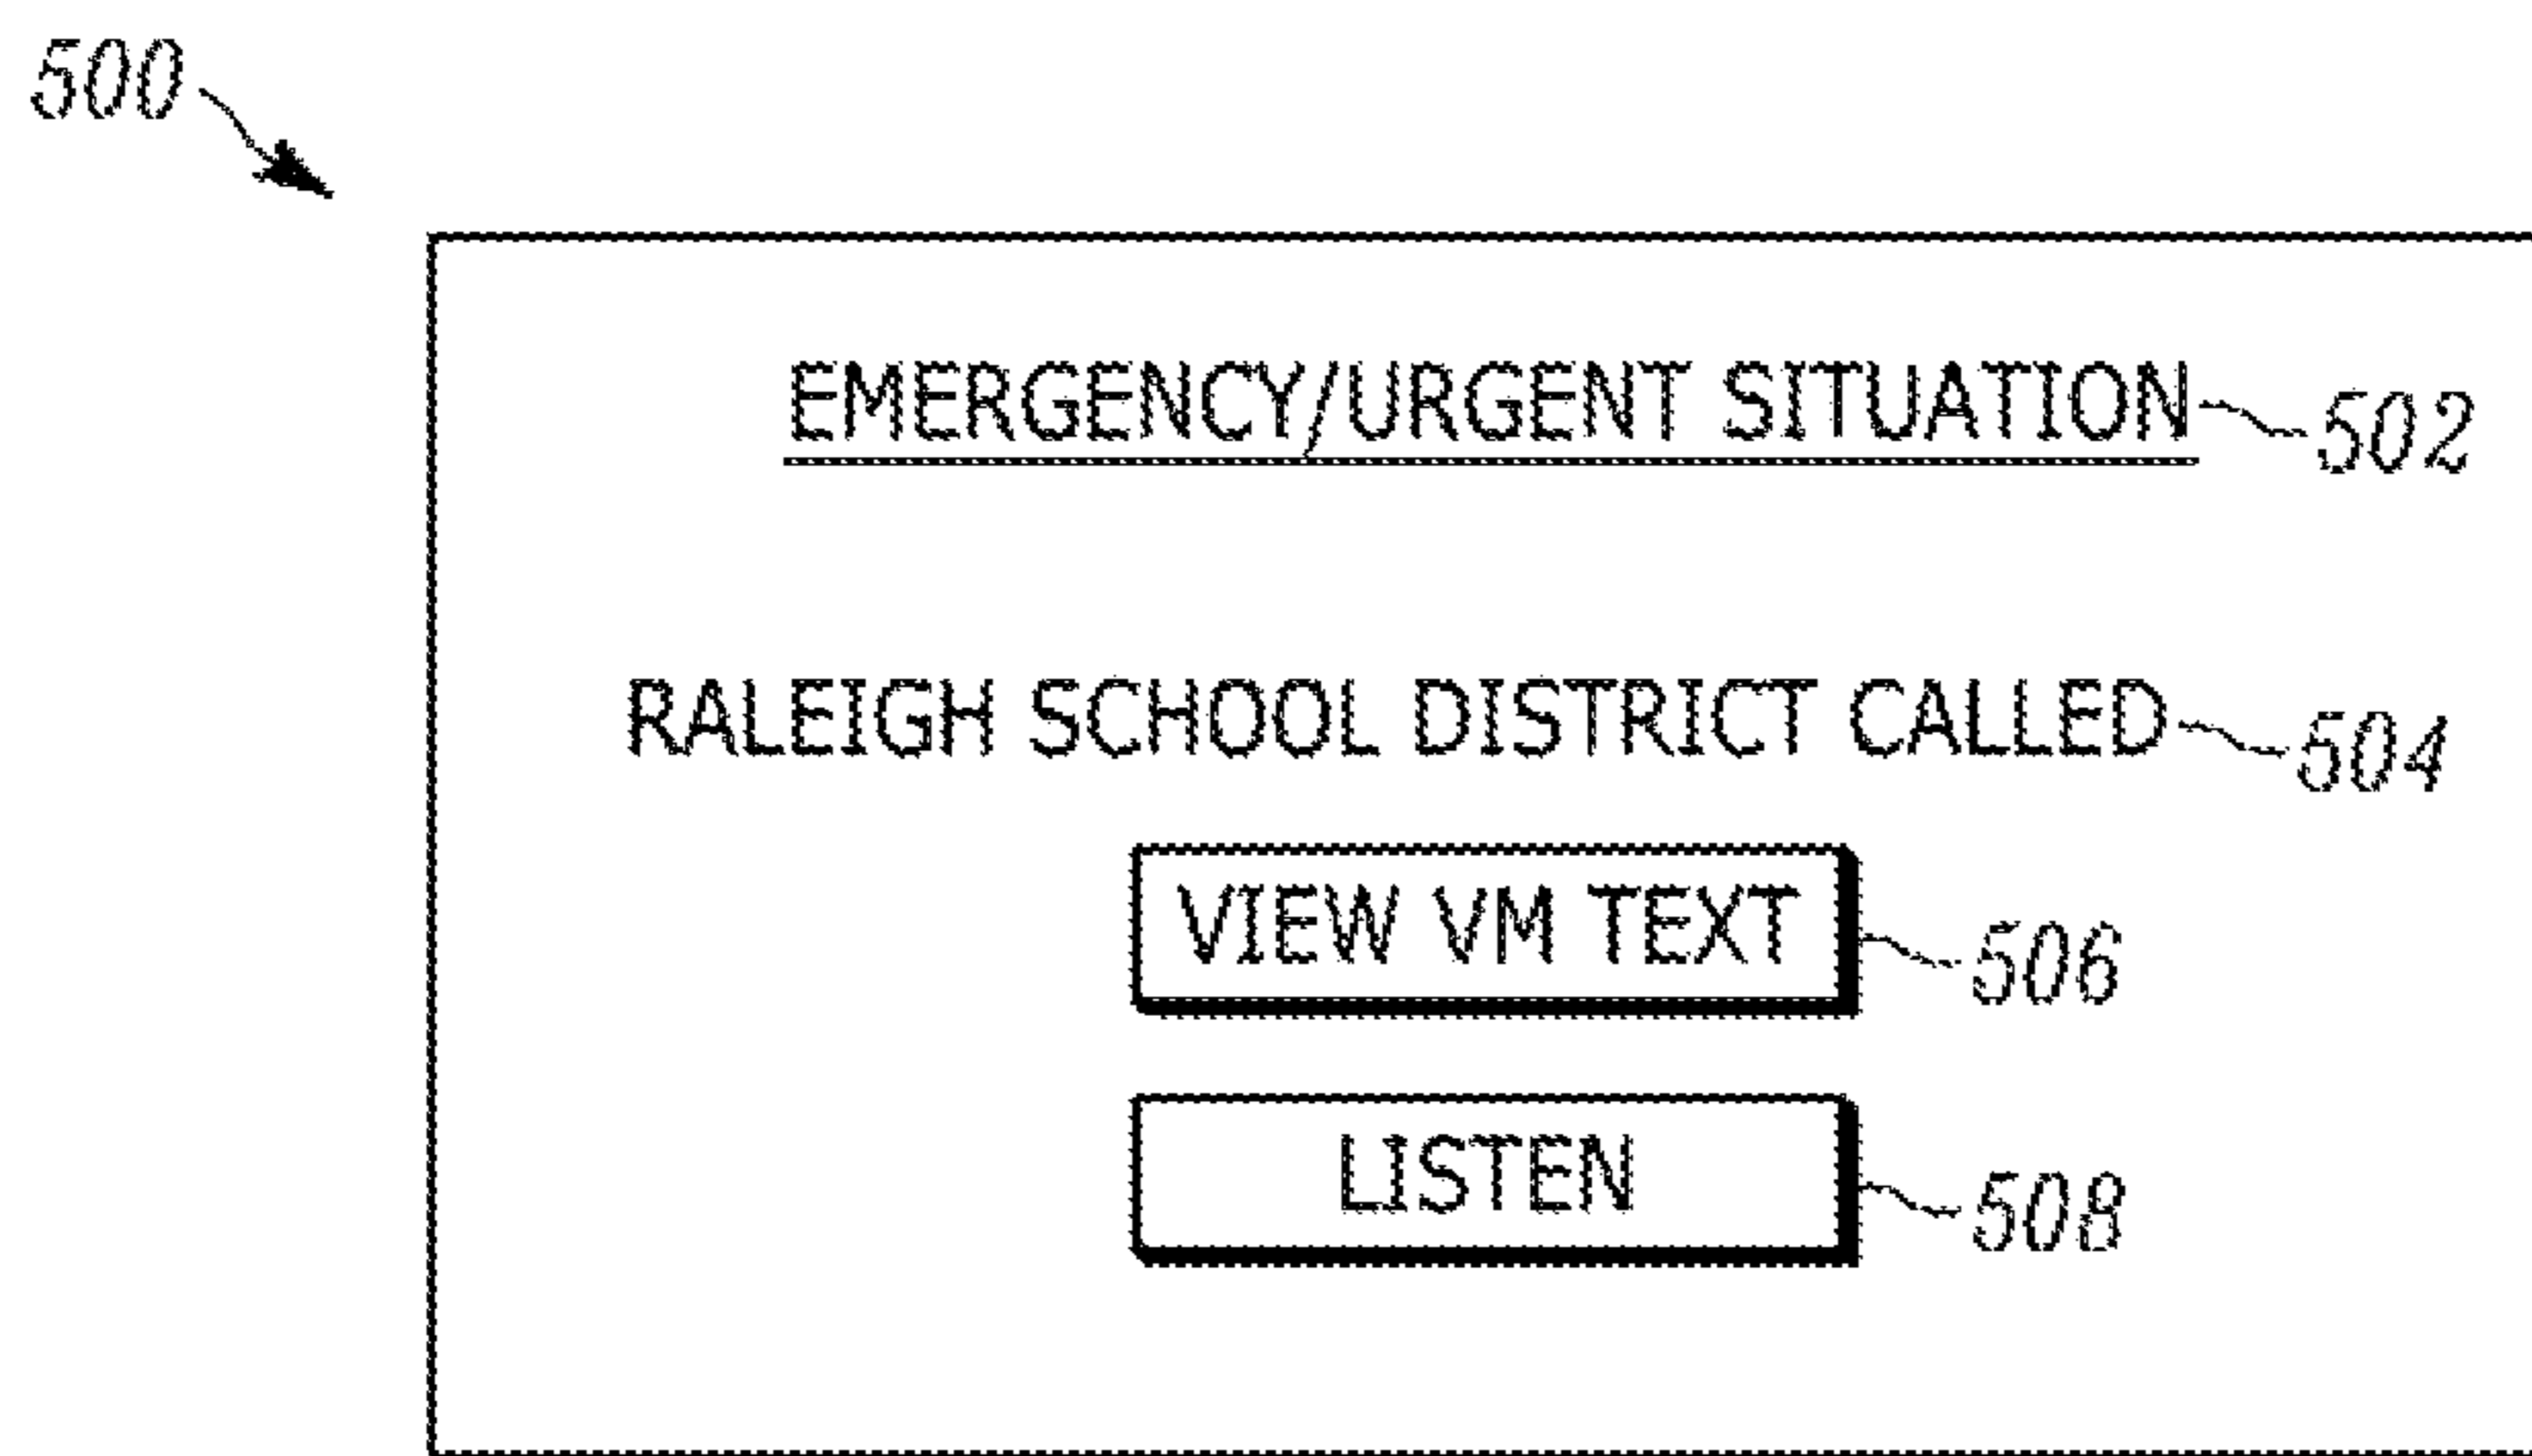 500
EMERGENCY/URGENT SITUATION 502
RALEIGH SCHOOL DISTRICT CALLED 504
VIEW VM TEXT 506
LISTEN 508